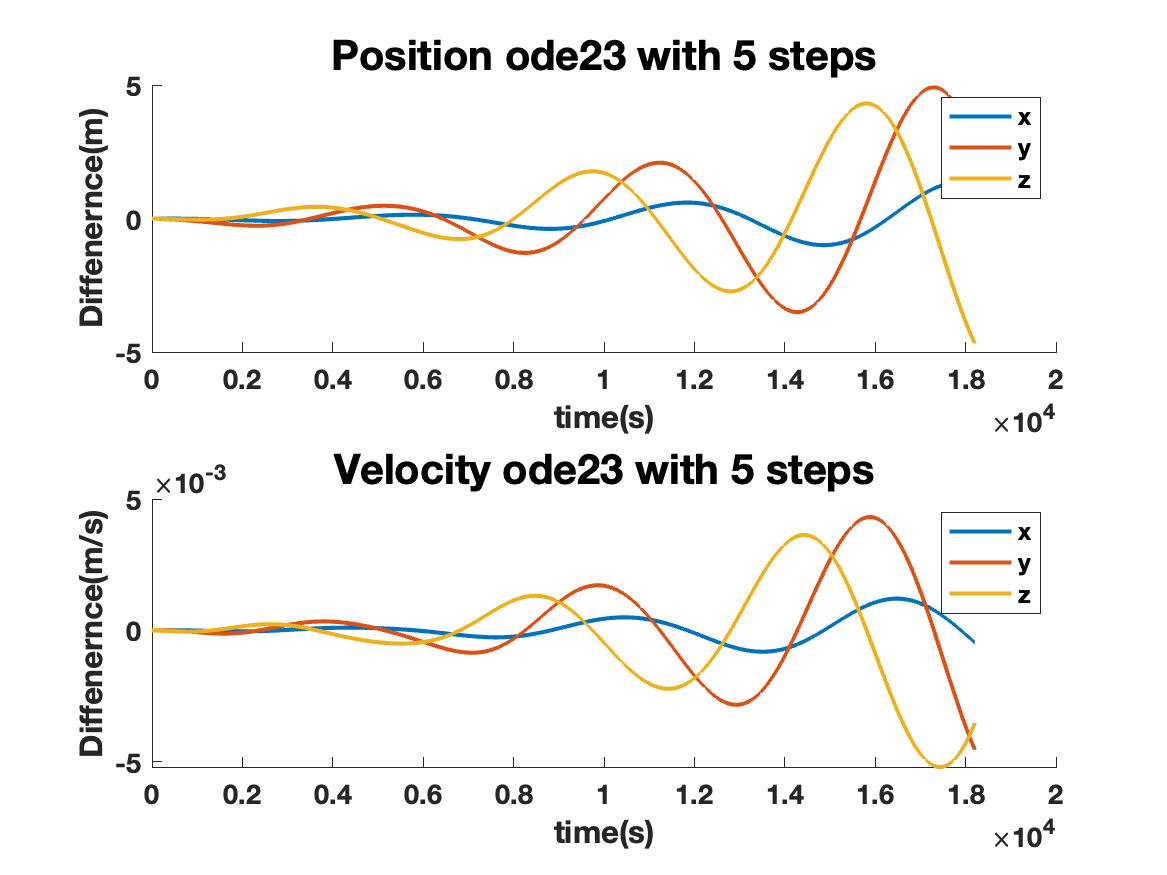 Position ode23 with 5 steps
5
0
-5
Differnernce(m)
x
y
z
0 0.2 0.4 0.6 0.8 1 1.2 1.4 1.6 1.8 2
time(s)
×10^4
×10^-3
Velocity ode23 with 5 steps
5
0
-5
Differnernce(m/s)
x
y
z
0 0.2 0.4 0.6 0.8 1 1.2 1.4 1.6 1.8 2
time(s)
×10^4